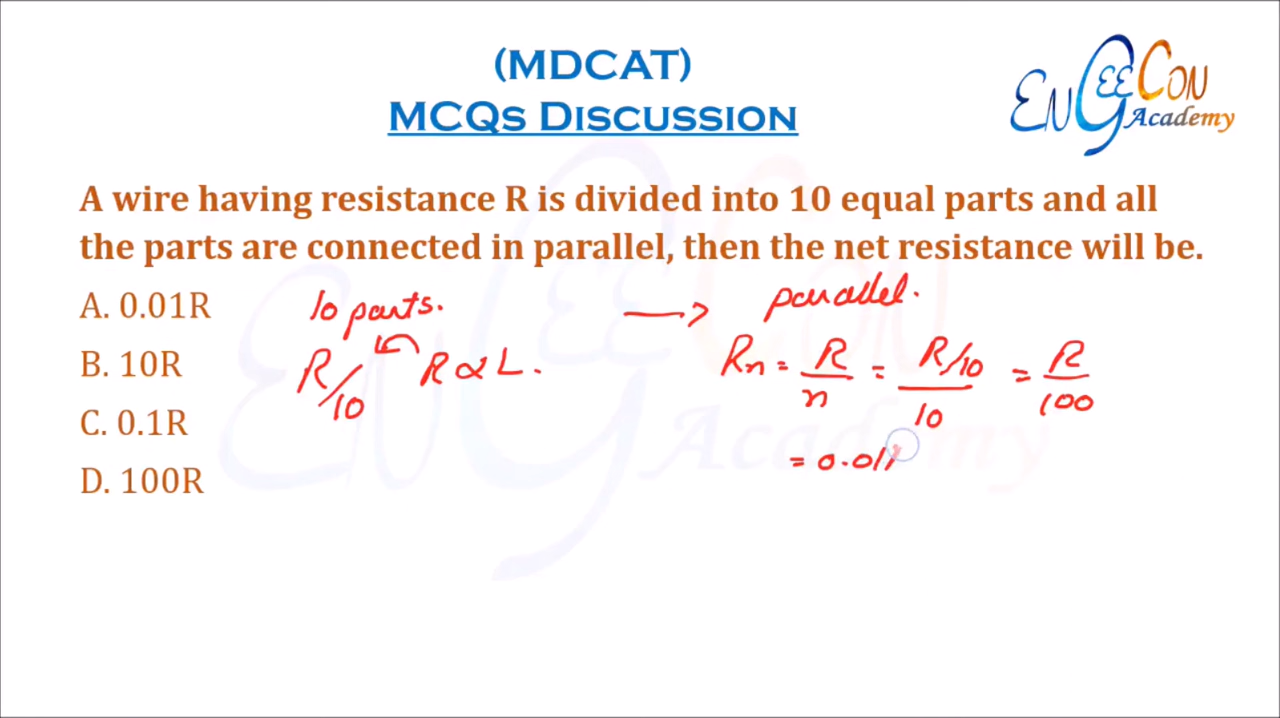 (MDCAT)
MCQs Discussion
EnGeeCon
Academy
A wire having resistance R is divided into 10 equal parts and all
the parts are connected in parallel, then the net resistance will be.
A. 0.01R
B. 10R
C. 0.1R
D. 100R
10 parts. → parallel.
R/10 R ∝ L.
Rn = R/n = R/10/10 = R/100
= 0.01
EnGeeCon
Academy